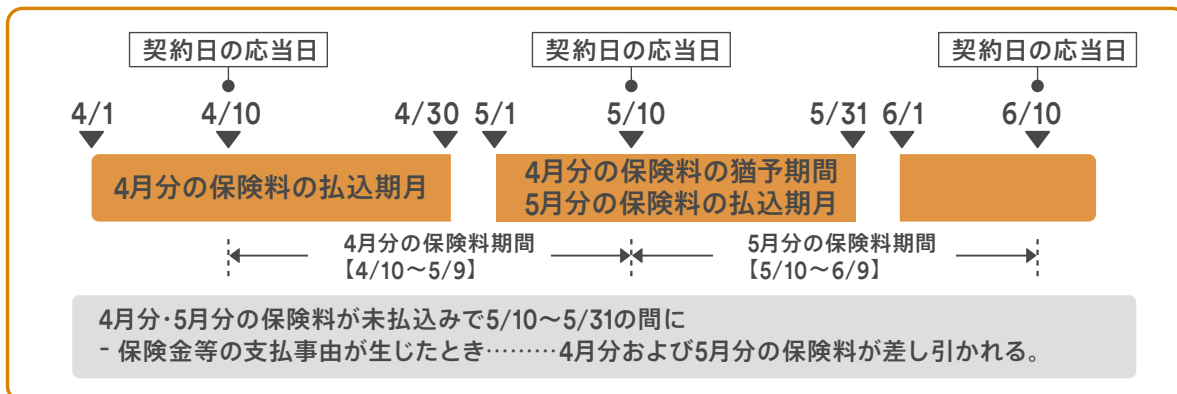 契約日の応当日 契約日の応当日 契約日の応当日
4/1 4/10 4/30 5/1 5/10 5/31 6/1 6/10
4月分の保険料の払込期月
4月分の保険料の猶予期間
5月分の保険料の払込期月
4月分の保険料期間
【4/10～5/9】
5月分の保険料期間
【5/10～6/9】
4月分・5月分の保険料が未払込みで5/10～5/31の間に
- 保険金等の支払事由が生じたとき………4月分および5月分の保険料が差し引かれる。